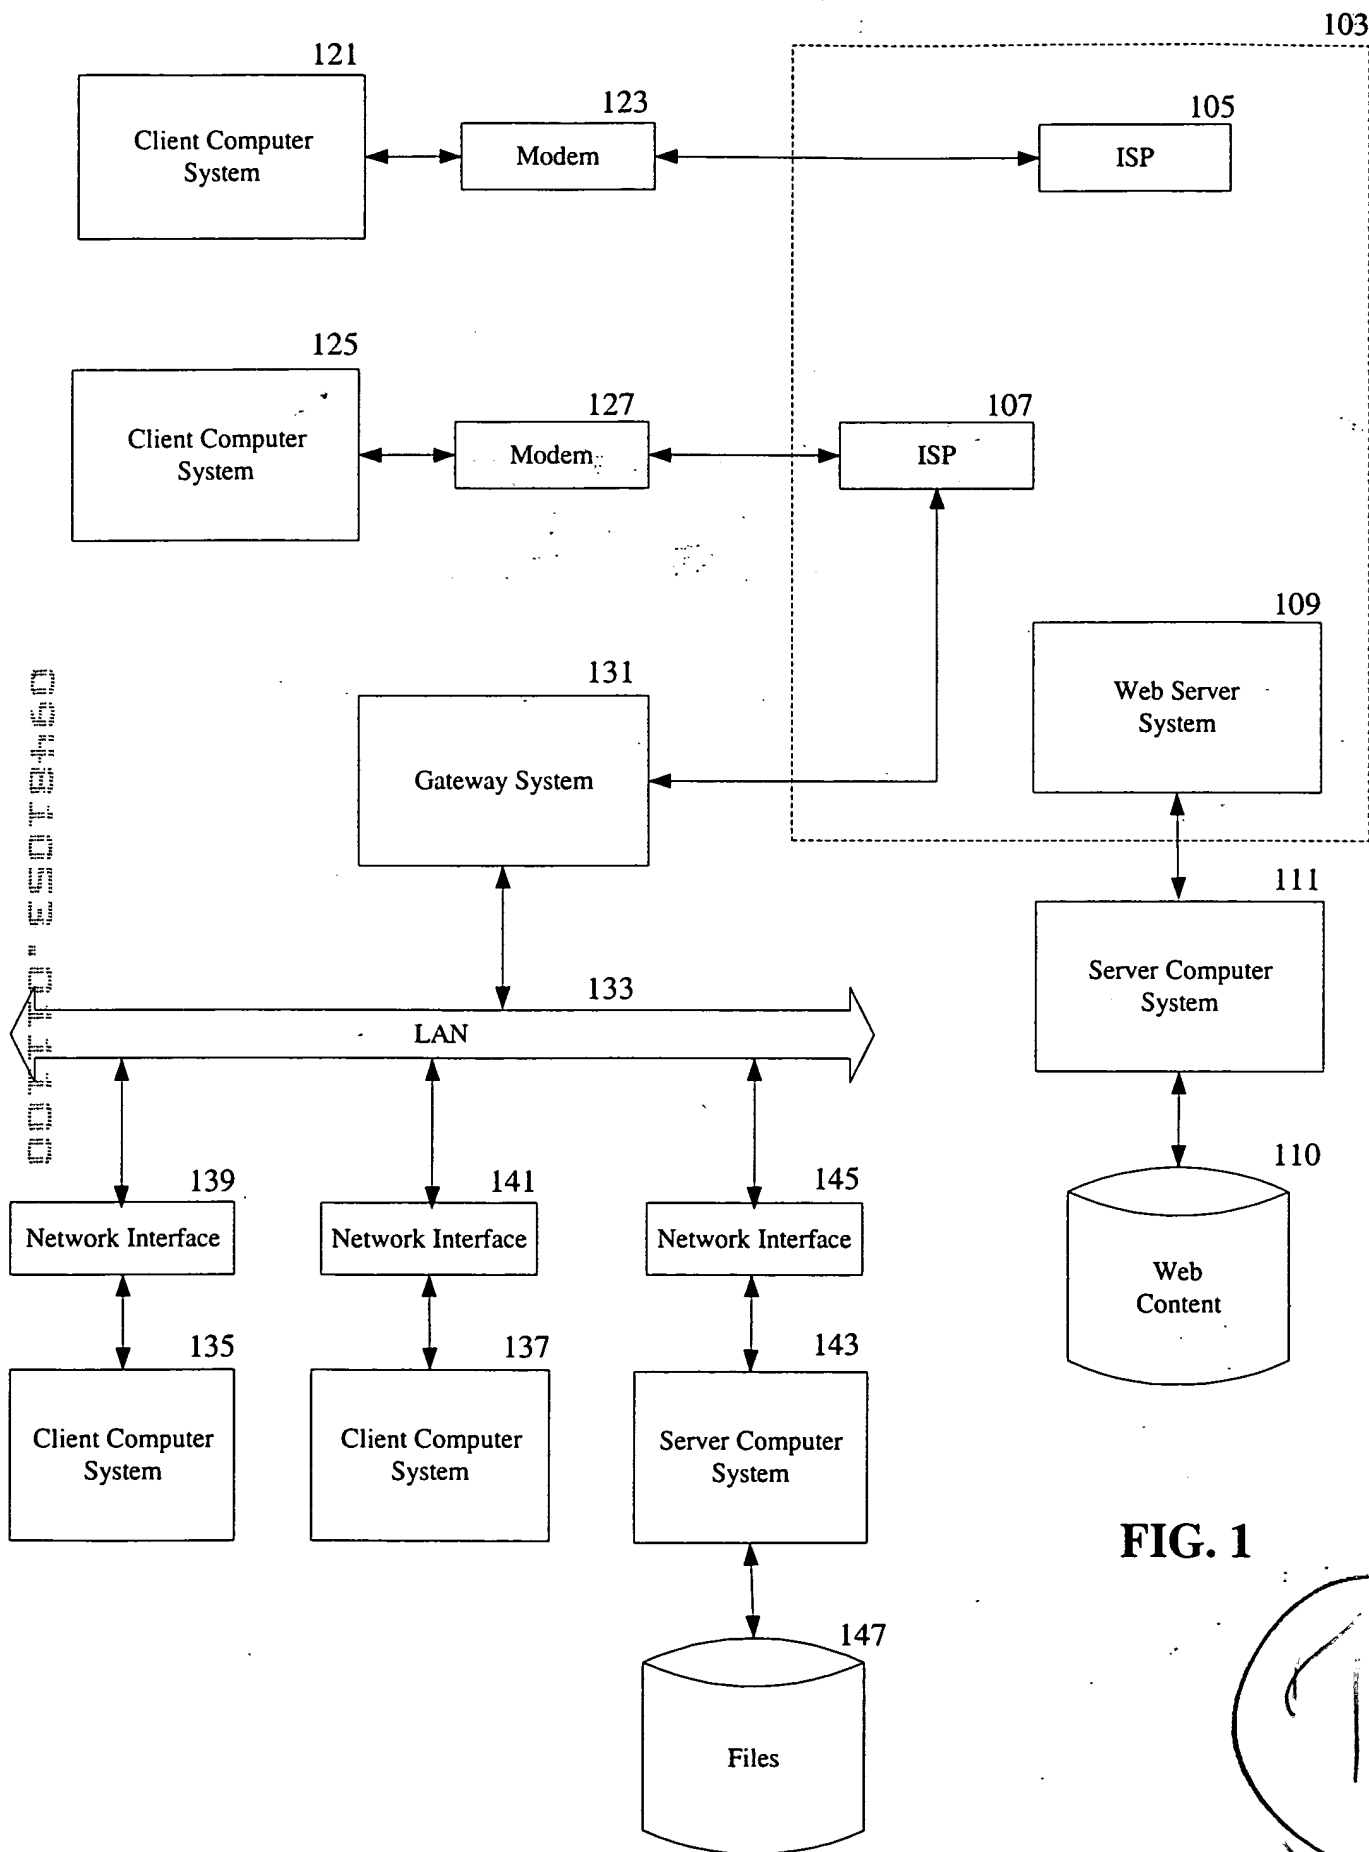 103
121
123
105
Client Computer
System
Modem
ISP
125
127
107
Client Computer
System
Modem
ISP
109
131
Web Server
System
Gateway System
111
133
Server Computer
System
LAN
110
139
141
145
Network Interface
Network Interface
Network Interface
Web
Content
135
137
143
Client Computer
System
Client Computer
System
Server Computer
System
FIG. 1
147
Files